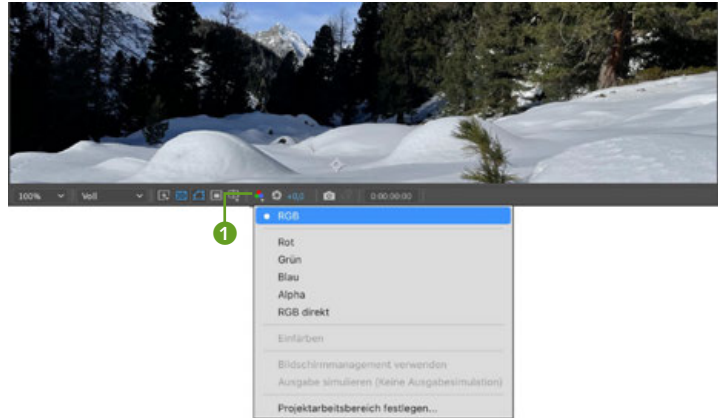 100% Voll +0,0 0:00:00:00
1
RGB
Rot
Grün
Blau
Alpha
RGB direkt
Einfärben
Bildschirmmanagement verwenden
Ausgabe simulieren (Keine Ausgabesimulation)
Projektarbeitsbereich festlegen...